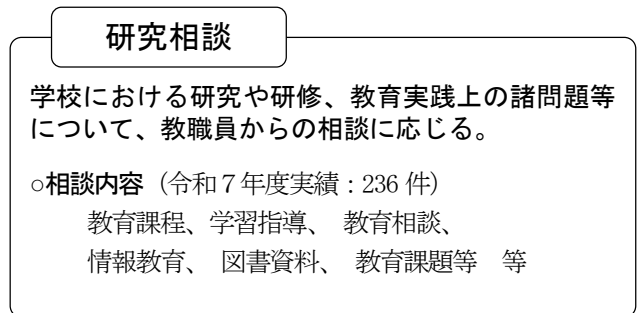 研究相談
学校における研究や研修、教育実践上の諸問題等
について、教職員からの相談に応じる。
○相談内容（令和７年度実績：236 件）
教育課程、学習指導、 教育相談、
情報教育、 図書資料、 教育課題等　等